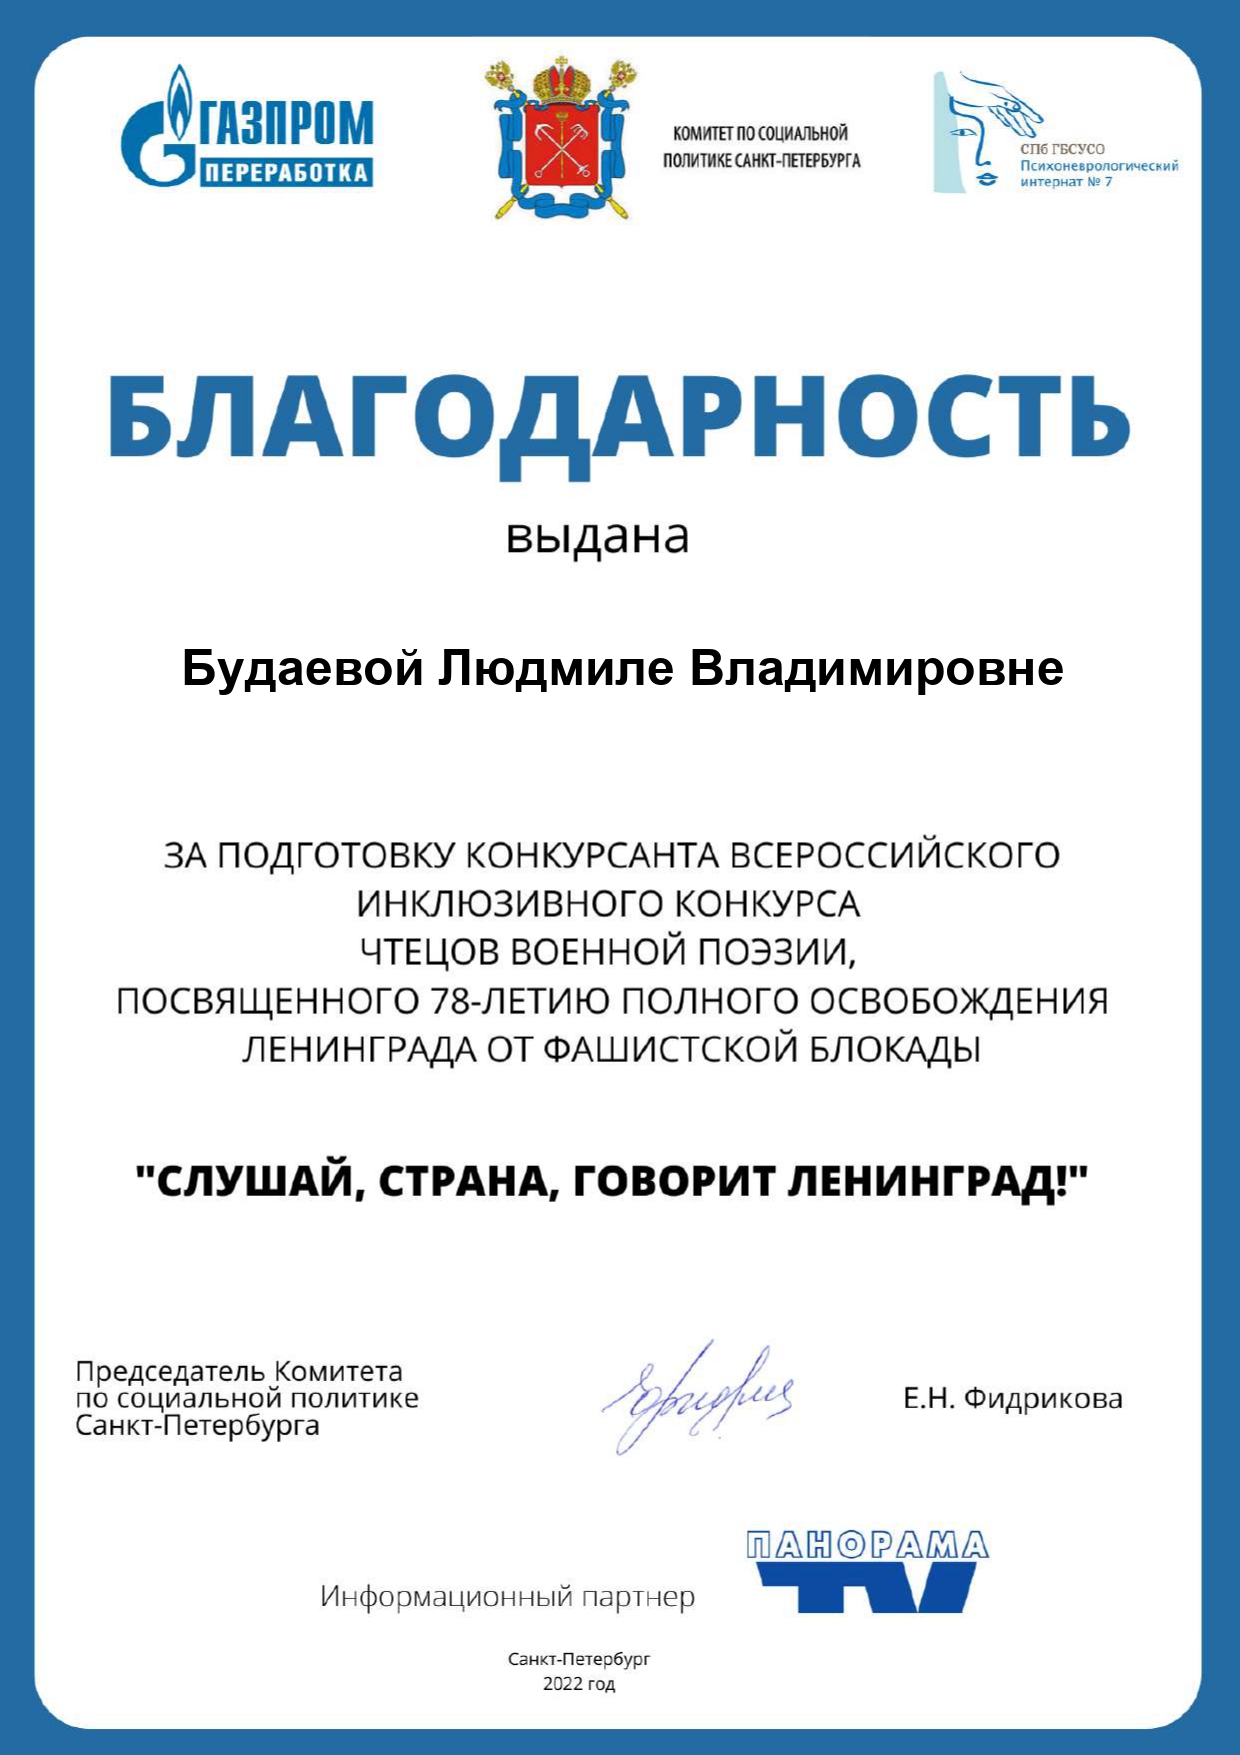 ГАЗПРОМ
ПЕРЕРАБОТКА
КОМИТЕТ ПО СОЦИАЛЬНОЙ
ПОЛИТИКЕ САНКТ-ПЕТЕРБУРГА
СПб ГБСУСО
Психоневрологический
интернат № 7
БЛАГОДАРНОСТЬ
выдана
Будаевой Людмиле Владимировне
ЗА ПОДГОТОВКУ КОНКУРСАНТА ВСЕРОССИЙСКОГО
ИНКЛЮЗИВНОГО КОНКУРСА
ЧТЕЦОВ ВОЕННОЙ ПОЭЗИИ,
ПОСВЯЩЕННОГО 78-ЛЕТИЮ ПОЛНОГО ОСВОБОЖДЕНИЯ
ЛЕНИНГРАДА ОТ ФАШИСТСКОЙ БЛОКАДЫ
"СЛУШАЙ, СТРАНА, ГОВОРИТ ЛЕНИНГРАД!"
Председатель Комитета
по социальной политике
Санкт-Петербурга
Е.Н. Фидрикова
ПАНОРАМА
TV
Информационный партнер
Санкт-Петербург
2022 год